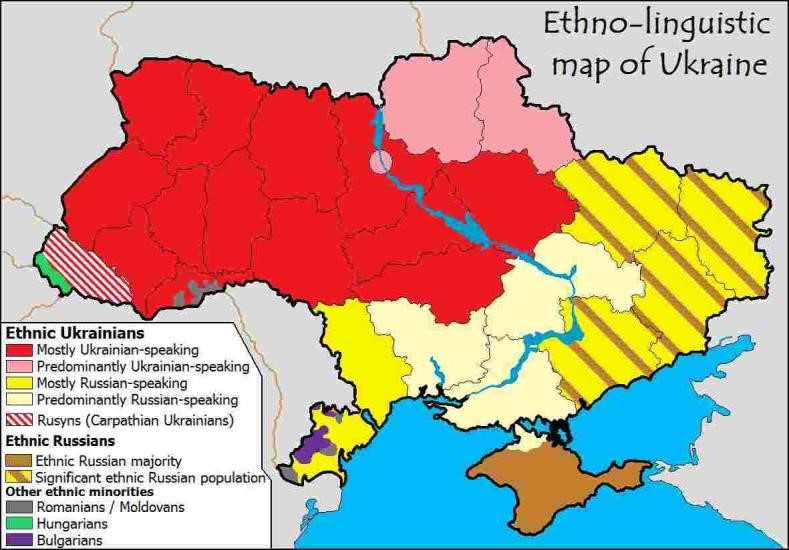 Ethno-linguistic
map of Ukraine
Ethnic Ukrainians
Mostly Ukrainian-speaking
Predominantly Ukrainian-speaking
Mostly Russian-speaking
Predominantly Russian-speaking
Rusyns (Carpathian Ukrainians)
Ethnic Russians
Ethnic Russian majority
Significant ethnic Russian population
Other ethnic minorities
Romanians / Moldovans
Hungarians
Bulgarians